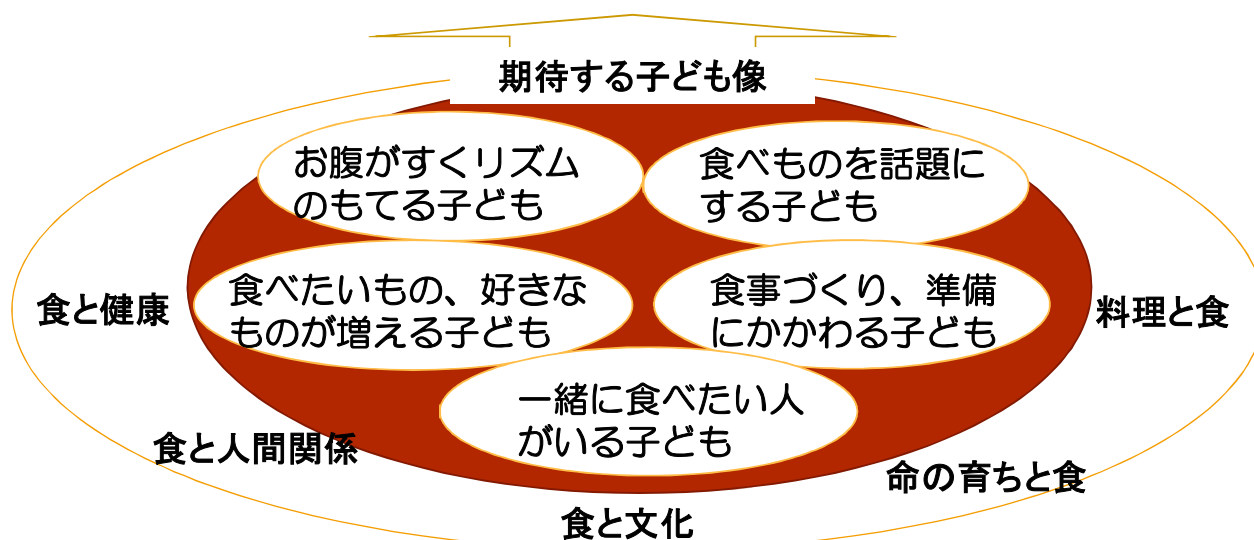 期待する子ども像
お腹がすくリズム
のもてる子ども
食べものを話題に
する子ども
食べたいもの、好きな
ものが増える子ども
食事づくり、準備
にかかわる子ども
一緒に食べたい人
がいる子ども
食と健康
料理と食
食と人間関係
命の育ちと食
食と文化